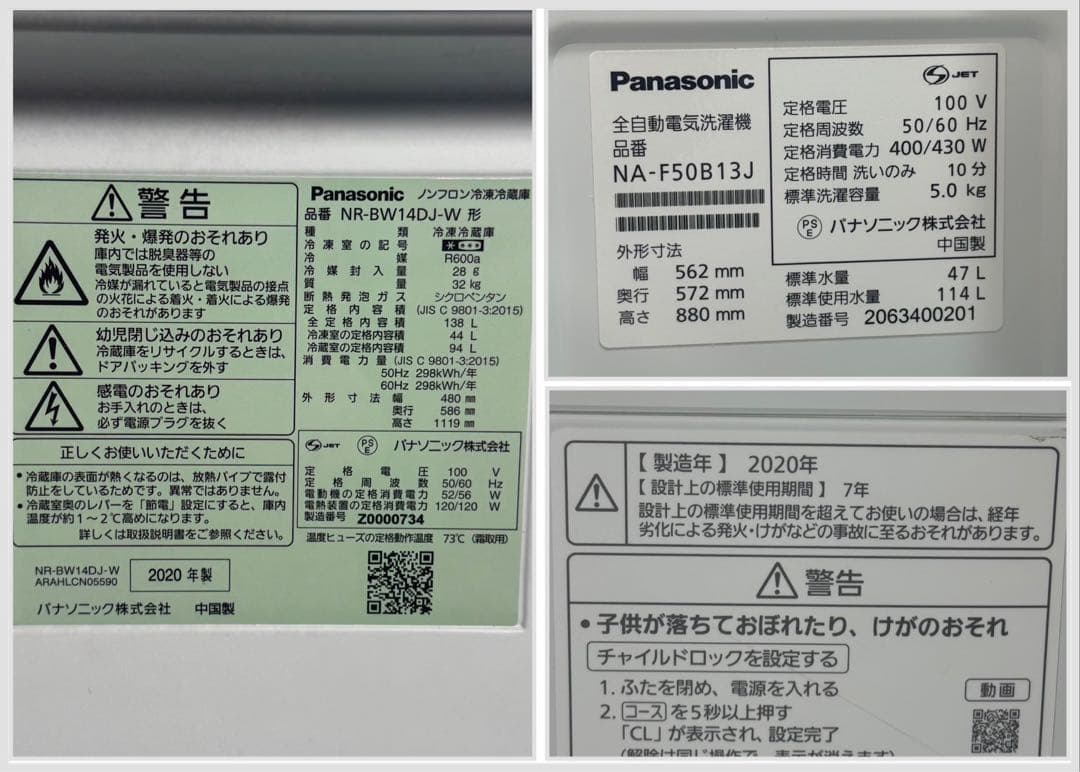 警告
発火・爆発のおそれあり
庫内では脱臭器等の
電気製品を使用しない
冷媒が漏れていると電気製品の接点
の火花による着火・着火による爆発
のおそれがあります
幼児閉じ込みのおそれあり
冷蔵庫をリサイクルするときは、
ドアパッキングを外す
感電のおそれあり
お手入れのときは、
必ず電源プラグを抜く
正しくお使いいただくために
•冷蔵庫の表面が熱くなるのは、放熱パイプで露付
防止をしているためです。異常ではありません。
•冷蔵室奥のレバーを「節電」設定にすると、庫内
温度が約1～2℃高めになります。
詳しくは取扱説明書をご参照ください。
NR-BW14DJ-W
ARAHLCN05590
2020 年製
パナソニック株式会社 中国製
Panasonic ノンフロン冷凍冷蔵庫
品番 NR-BW14DJ-W 形
種類 冷凍冷蔵庫
冷凍室の記号
冷媒 R600a
冷媒封入量 28 g
質量 32 kg
断熱発泡ガス シクロペンタン
定格内容積 (JIS C 9801-3:2015)
全定格内容積 138 L
冷凍室の定格内容積 44 L
冷蔵室の定格内容積 94 L
消費電力量 (JIS C 9801-3:2015)
50Hz 298kWh/年
60Hz 298kWh/年
外形寸法 幅 480 mm
奥行 586 mm
高さ 1119 mm
JET PSE パナソニック株式会社
定格電圧 100 V
定格周波数 50/60 Hz
電動機の定格消費電力 52/56 W
電熱装置の定格消費電力 120/120 W
製造番号 Z0000734
温度ヒューズの定格動作温度 73℃ (霜取用)
Panasonic
全自動電気洗濯機
品番
NA-F50B13J
外形寸法
幅 562 mm
奥行 572 mm
高さ 880 mm
JET
定格電圧 100 V
定格周波数 50/60 Hz
定格消費電力 400/430 W
定格時間 洗いのみ 10 分
標準洗濯容量 5.0 kg
PSE パナソニック株式会社
中国製
標準水量 47 L
標準使用水量 114 L
製造番号 2063400201
【 製造年 】 2020年
【 設計上の標準使用期間 】 7年
設計上の標準使用期間を超えてお使いの場合は、経年
劣化による発火・けがなどの事故に至るおそれがあります。
警告
•子供が落ちておぼれたり、けがのおそれ
チャイルドロックを設定する
1. ふたを閉め、電源を入れる
2. コースを5秒以上押す
「CL」が表示され、設定完了
(解除は同じ操作で、表示が消えます)
動画